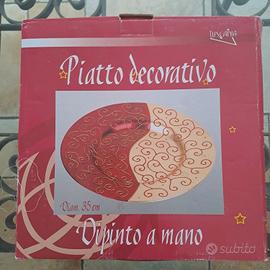 Piatto decorativo
Diam. 35 cm
Dipinto a mano
subito